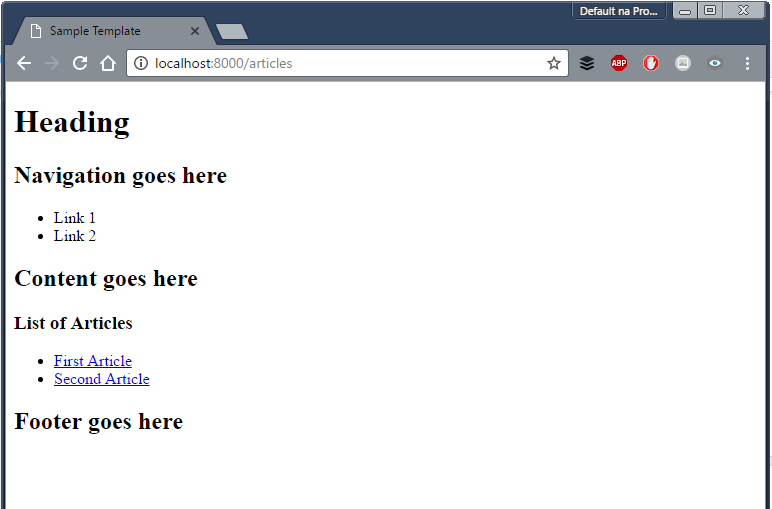 Default na Pro...
Sample Template
localhost:8000/articles
ABP
Heading
Navigation goes here
Link 1
Link 2
Content goes here
List of Articles
First Article
Second Article
Footer goes here